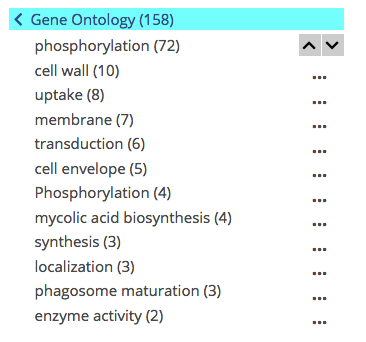 Gene Ontology (158)
phosphorylation (72)
cell wall (10)
uptake (8)
membrane (7)
transduction (6)
cell envelope (5)
Phosphorylation (4)
mycolic acid biosynthesis (4)
synthesis (3)
localization (3)
phagosome maturation (3)
enzyme activity (2)